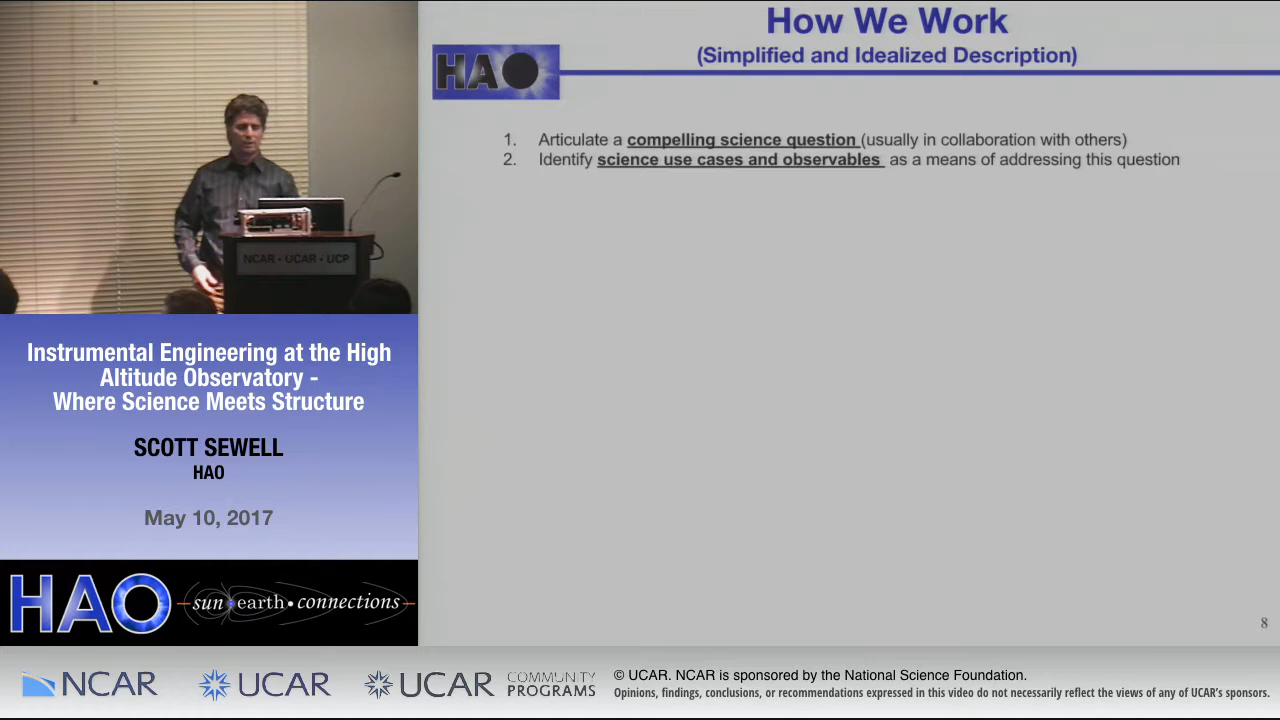 How We Work
(Simplified and Idealized Description)
HAO
1. Articulate a compelling science question (usually in collaboration with others)
2. Identify science use cases and observables as a means of addressing this question
NCAR • UCAR • UCP
Instrumental Engineering at the High
Altitude Observatory -
Where Science Meets Structure
SCOTT SEWELL
HAO
May 10, 2017
HAO
sun • earth • connections
8
NCAR
UCAR
UCAR
COMMUNITY
PROGRAMS
© UCAR. NCAR is sponsored by the National Science Foundation.
Opinions, findings, conclusions, or recommendations expressed in this video do not necessarily reflect the views of any of UCAR's sponsors.